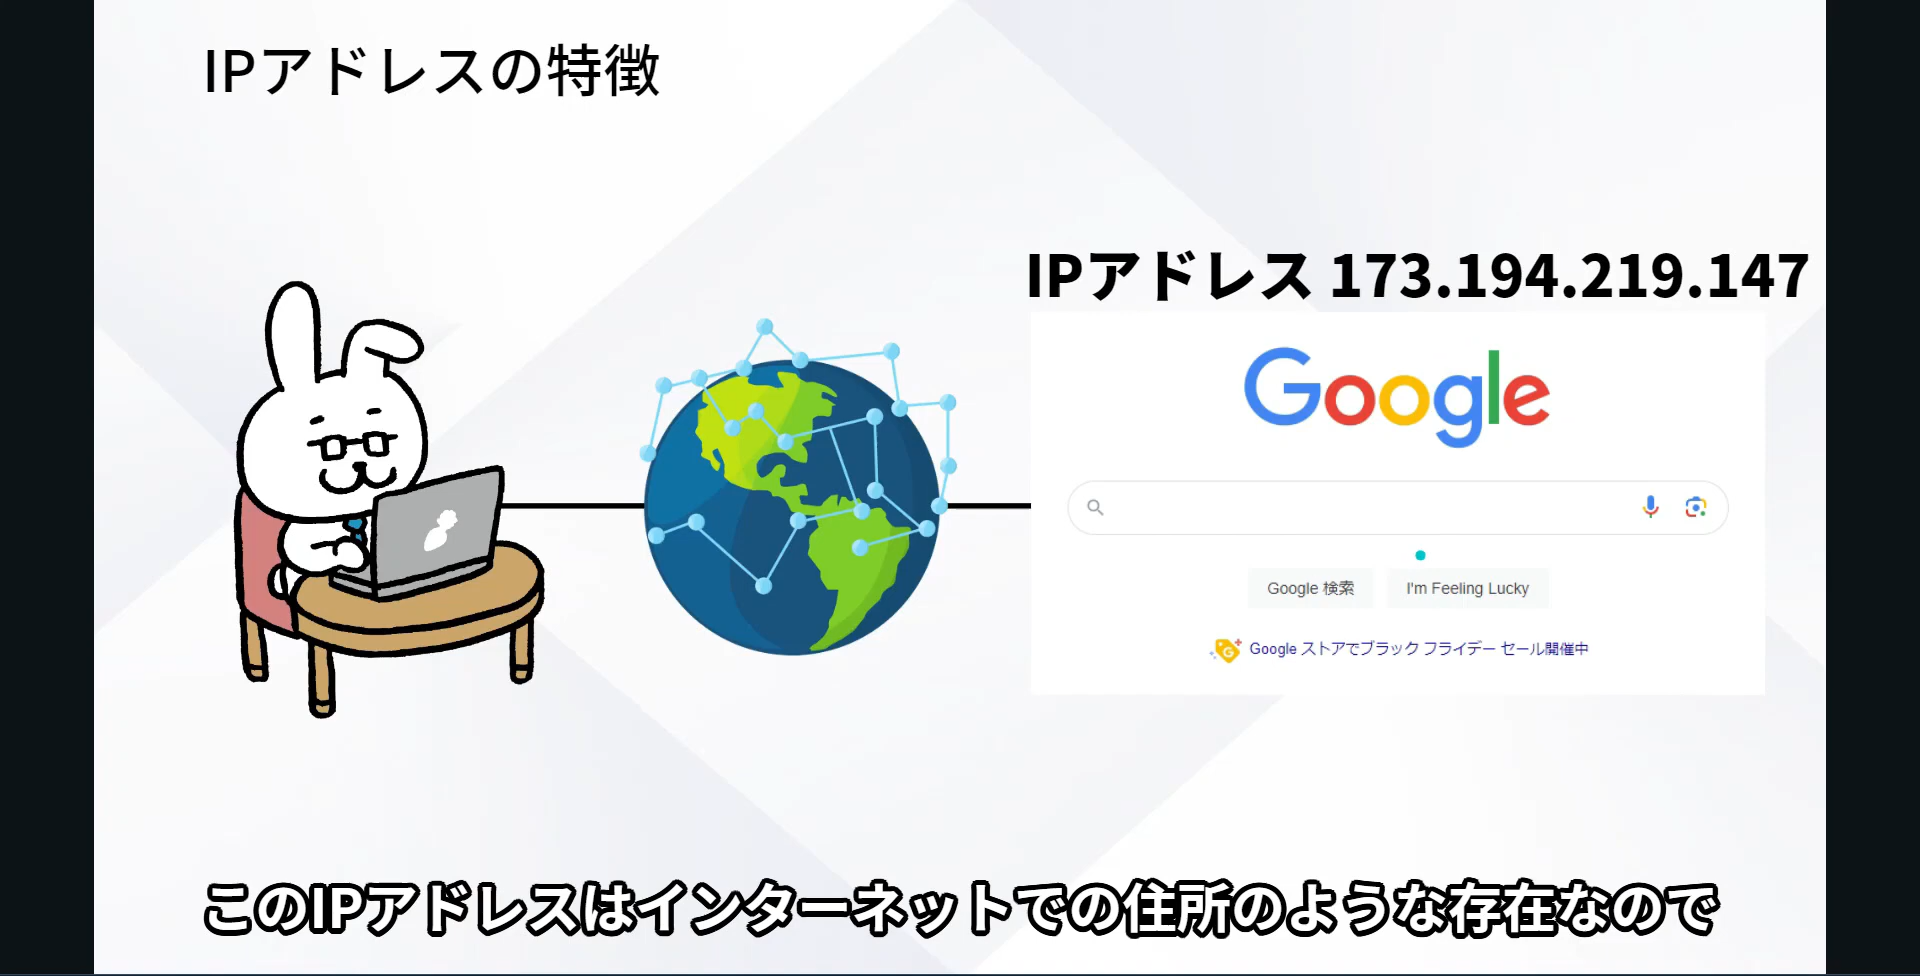 IPアドレスの特徴
IPアドレス 173.194.219.147
Google
Google 検索
I'm Feeling Lucky
Google ストアでブラック フライデー セール開催中
このIPアドレスはインターネットでの住所のような存在なので